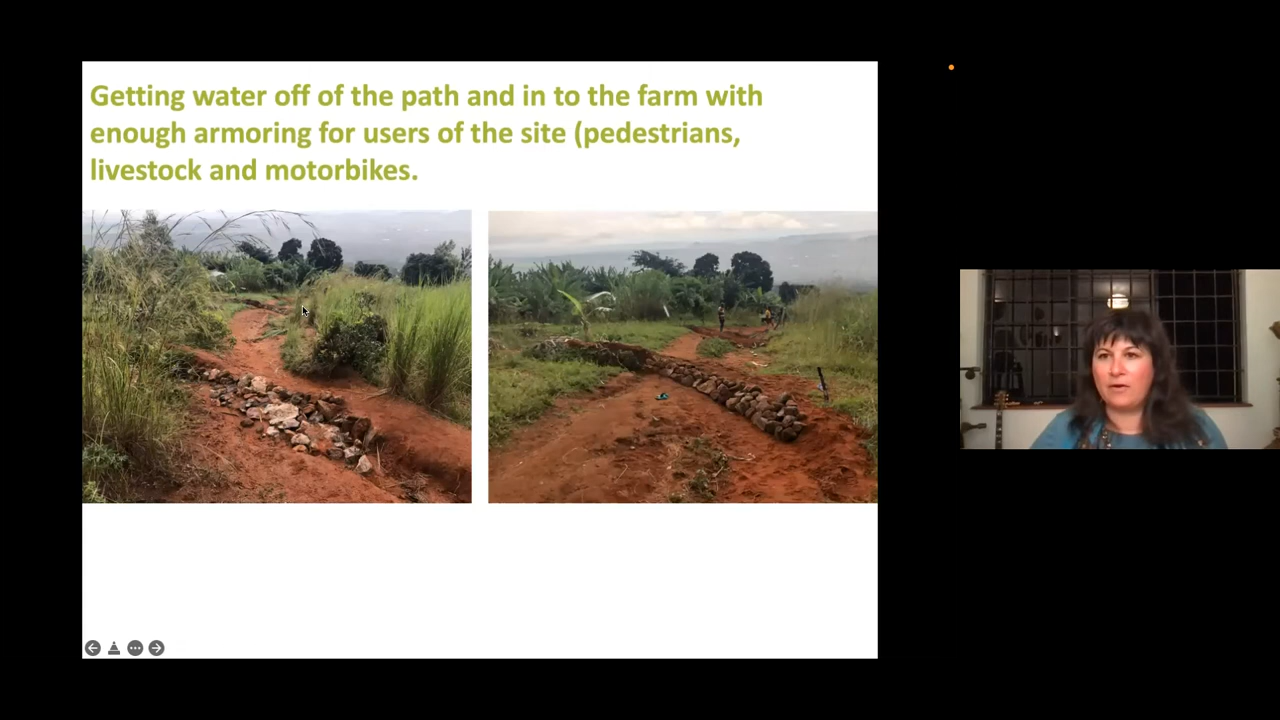 Getting water off of the path and in to the farm with
enough armoring for users of the site (pedestrians,
livestock and motorbikes.